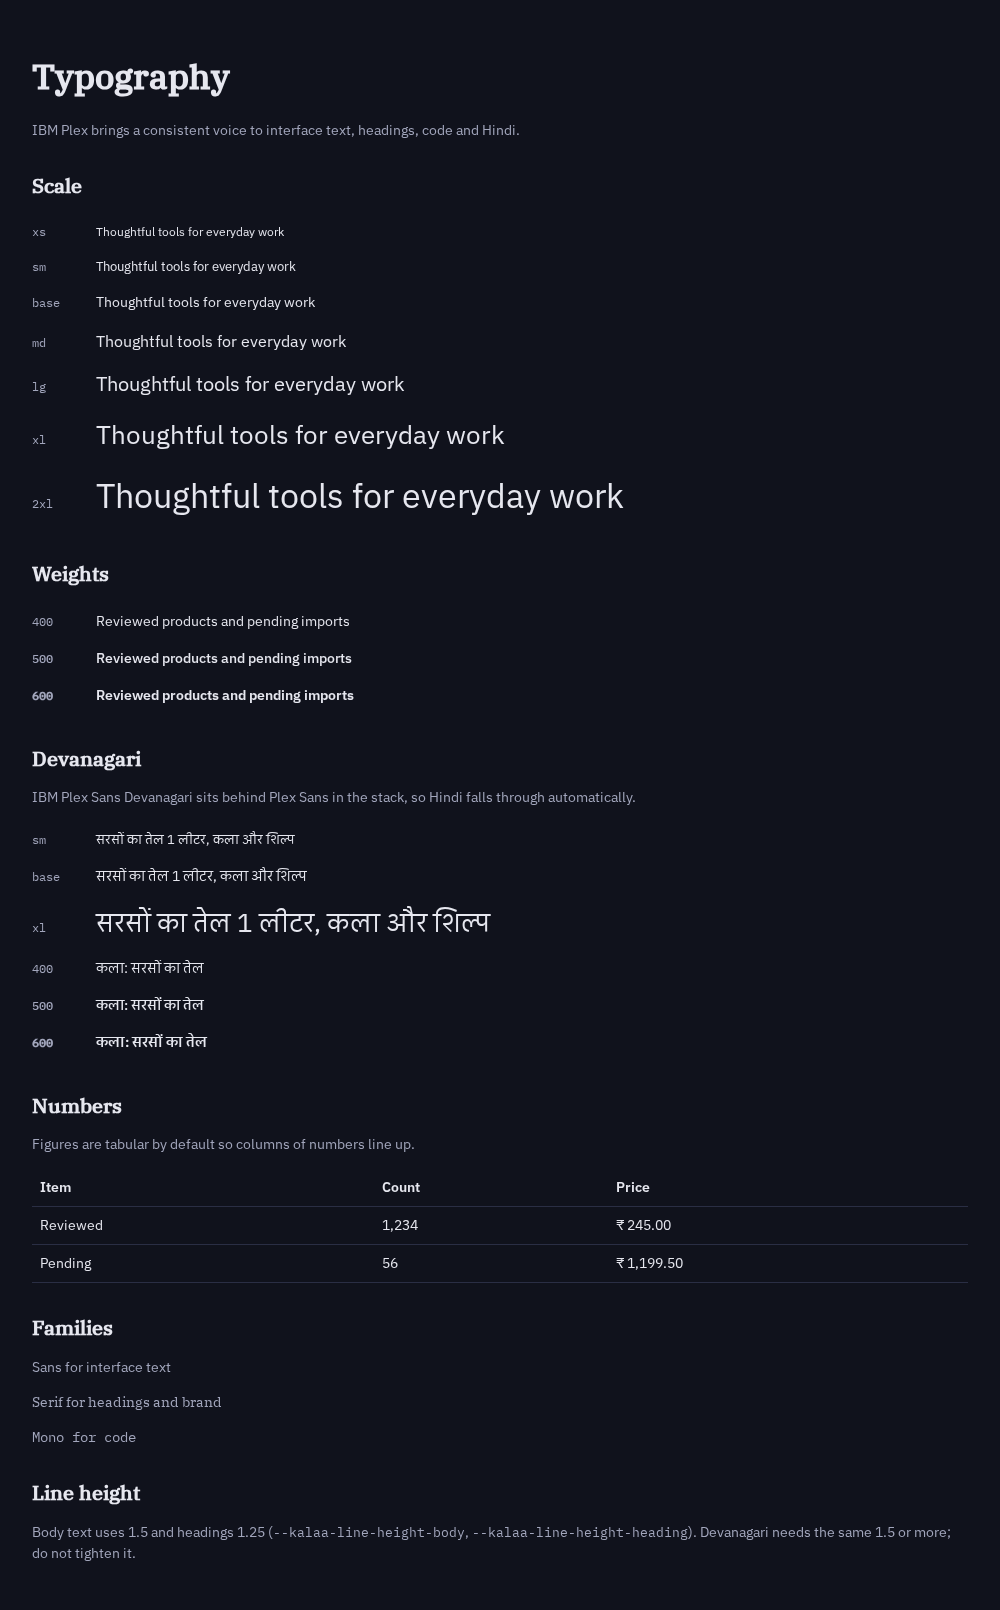 Typography
IBM Plex brings a consistent voice to interface text, headings, code and Hindi.
Scale
xs Thoughtful tools for everyday work
sm Thoughtful tools for everyday work
base Thoughtful tools for everyday work
md Thoughtful tools for everyday work
lg Thoughtful tools for everyday work
xl Thoughtful tools for everyday work
2xl Thoughtful tools for everyday work
Weights
400 Reviewed products and pending imports
500 Reviewed products and pending imports
600 Reviewed products and pending imports
Devanagari
IBM Plex Sans Devanagari sits behind Plex Sans in the stack, so Hindi falls through automatically.
sm सरसों का तेल 1 लीटर, कला और शिल्प
base सरसों का तेल 1 लीटर, कला और शिल्प
xl सरसों का तेल 1 लीटर, कला और शिल्प
400 कला: सरसों का तेल
500 कला: सरसों का तेल
600 कला: सरसों का तेल
Numbers
Figures are tabular by default so columns of numbers line up.
Item Count Price
Reviewed 1,234 ₹ 245.00
Pending 56 ₹ 1,199.50
Families
Sans for interface text
Serif for headings and brand
Mono for code
Line height
Body text uses 1.5 and headings 1.25 (--kalaa-line-height-body, --kalaa-line-height-heading). Devanagari needs the same 1.5 or more;
do not tighten it.